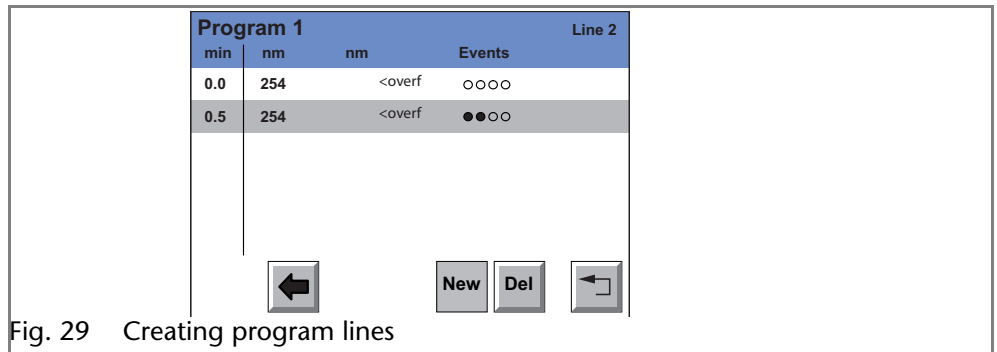 Program 1 Line 2
min nm nm Events
0.0 254 <overf ○○○○
0.5 254 <overf ●●○○
New Del
Fig. 29 Creating program lines